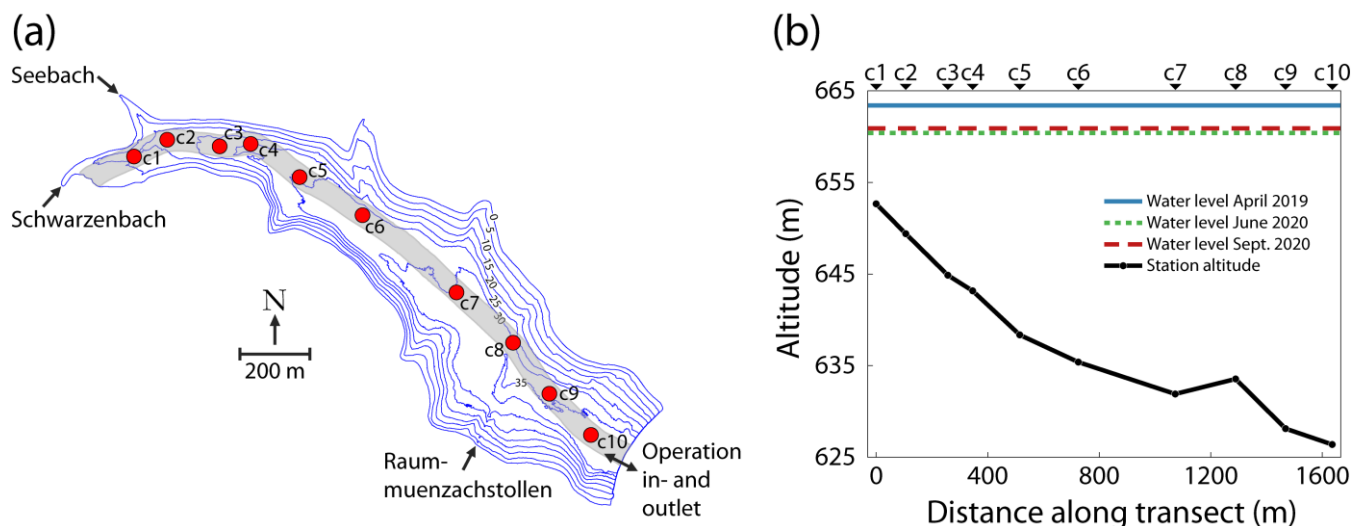 (a)
Seebach
c1
c2
c3
c4
c5
c6
c7
c8
c9
c10
Schwarzenbach
0
5
10
15
20
25
30
35
N
200 m
Raum-
muenzachstollen
Operation
in- and
outlet
(b)
c1 c2 c3 c4 c5 c6 c7 c8 c9 c10
665
655
645
635
625
Altitude (m)
Water level April 2019
Water level June 2020
Water level Sept. 2020
Station altitude
0 400 800 1200 1600
Distance along transect (m)